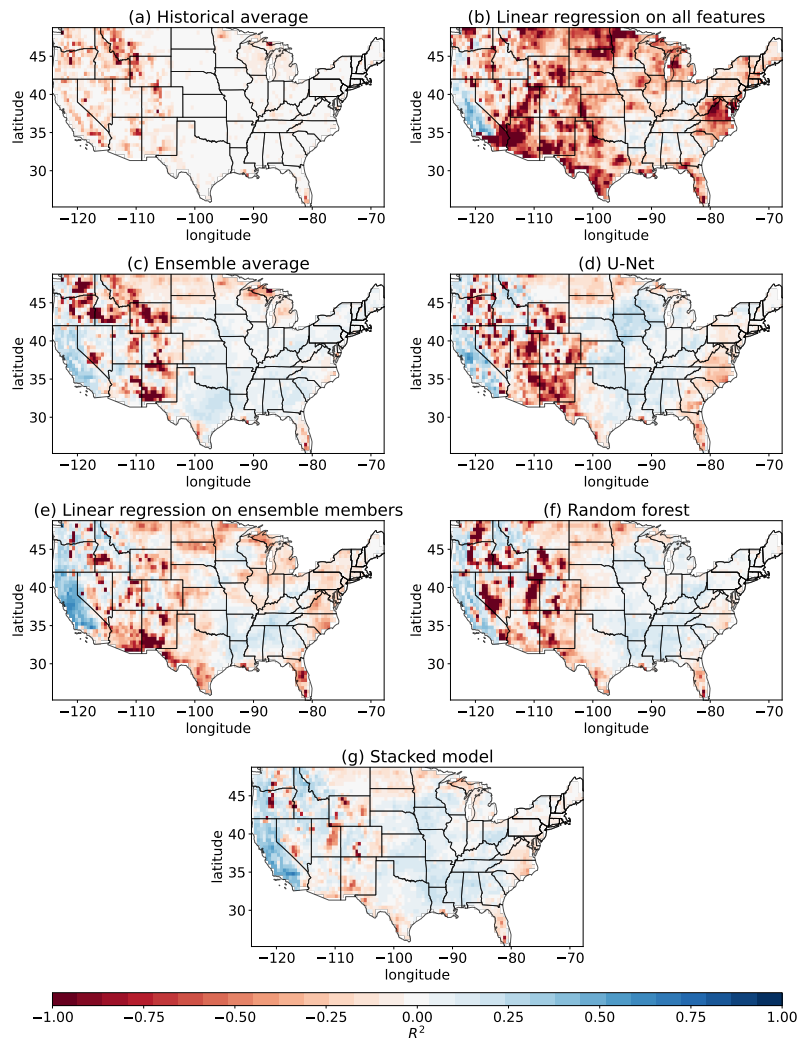 (a) Historical average
(b) Linear regression on all features
latitude
45
40
35
30
−120 −110 −100 −90 −80 −70
longitude
latitude
45
40
35
30
−120 −110 −100 −90 −80 −70
longitude
(c) Ensemble average
(d) U-Net
latitude
45
40
35
30
−120 −110 −100 −90 −80 −70
longitude
latitude
45
40
35
30
−120 −110 −100 −90 −80 −70
longitude
(e) Linear regression on ensemble members
(f) Random forest
latitude
45
40
35
30
−120 −110 −100 −90 −80 −70
longitude
latitude
45
40
35
30
−120 −110 −100 −90 −80 −70
longitude
(g) Stacked model
latitude
45
40
35
30
−120 −110 −100 −90 −80 −70
longitude
−1.00 −0.75 −0.50 −0.25 0.00 0.25 0.50 0.75 1.00
R²